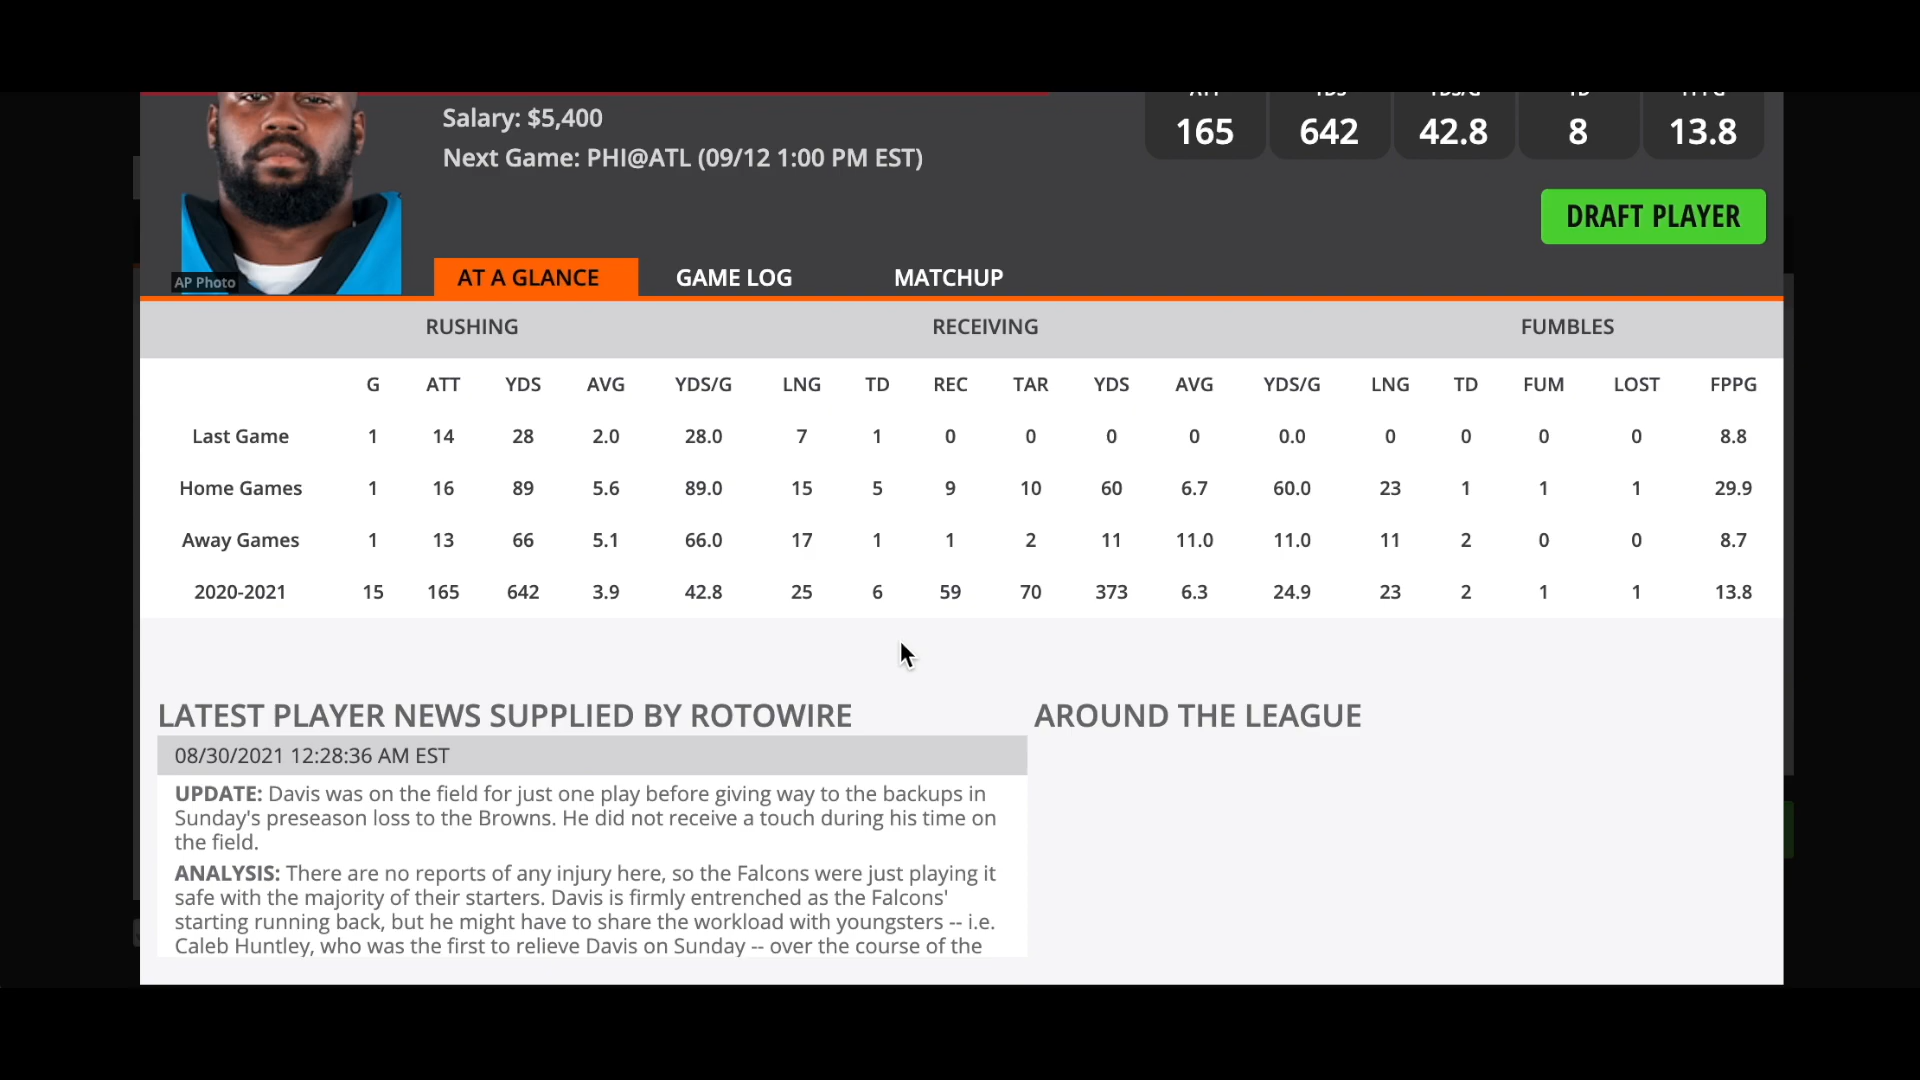 Salary: $5,400
Next Game: PHI@ATL (09/12 1:00 PM EST)
165 642 42.8 8 13.8
DRAFT PLAYER
AP Photo
AT A GLANCE GAME LOG MATCHUP
RUSHING RECEIVING FUMBLES
G ATT YDS AVG YDS/G LNG TD REC TAR YDS AVG YDS/G LNG TD FUM LOST FPPG
Last Game 1 14 28 2.0 28.0 7 1 0 0 0 0 0.0 0 0 0 0 8.8
Home Games 1 16 89 5.6 89.0 15 5 9 10 60 6.7 60.0 23 1 1 1 29.9
Away Games 1 13 66 5.1 66.0 17 1 1 2 11 11.0 11.0 11 2 0 0 8.7
2020-2021 15 165 642 3.9 42.8 25 6 59 70 373 6.3 24.9 23 2 1 1 13.8
LATEST PLAYER NEWS SUPPLIED BY ROTOWIRE
08/30/2021 12:28:36 AM EST
UPDATE: Davis was on the field for just one play before giving way to the backups in
Sunday's preseason loss to the Browns. He did not receive a touch during his time on
the field.
ANALYSIS: There are no reports of any injury here, so the Falcons were just playing it
safe with the majority of their starters. Davis is firmly entrenched as the Falcons'
starting running back, but he might have to share the workload with youngsters -- i.e.
Caleb Huntley, who was the first to relieve Davis on Sunday -- over the course of the
AROUND THE LEAGUE